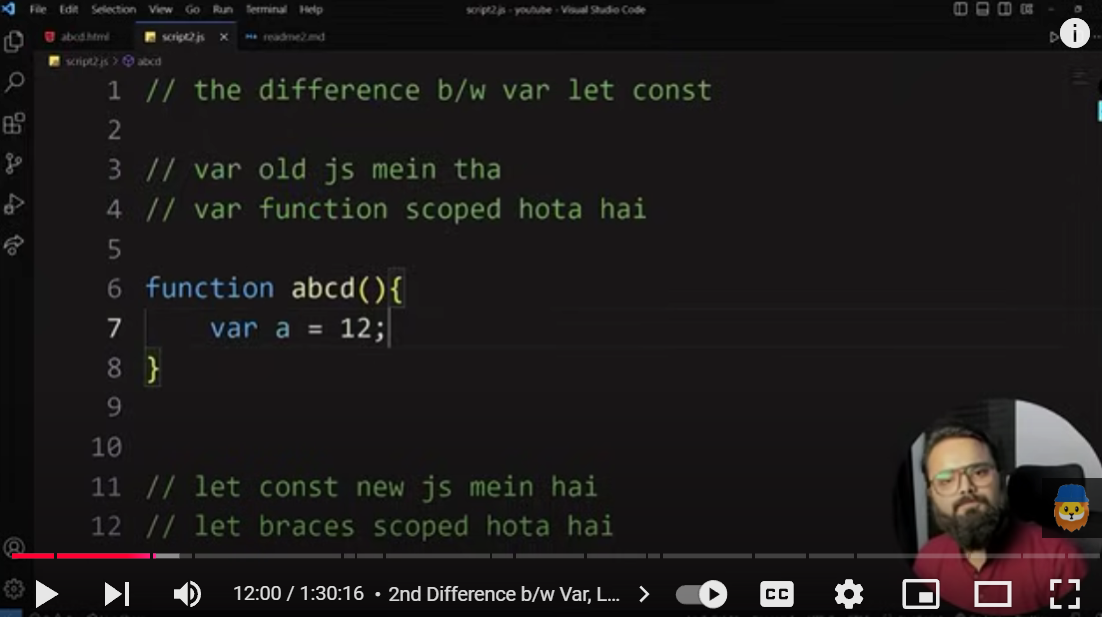 File Edit Selection View Go Run Terminal Help
script2.js - youtube - Visual Studio Code
abcd.html script2.js readme2.md
script2.js > abcd
1 // the difference b/w var let const
2
3 // var old js mein tha
4 // var function scoped hota hai
5
6 function abcd(){
7 var a = 12;
8 }
9
10
11 // let const new js mein hai
12 // let braces scoped hota hai
12:00 / 1:30:16 • 2nd Difference b/w Var, L...
CC